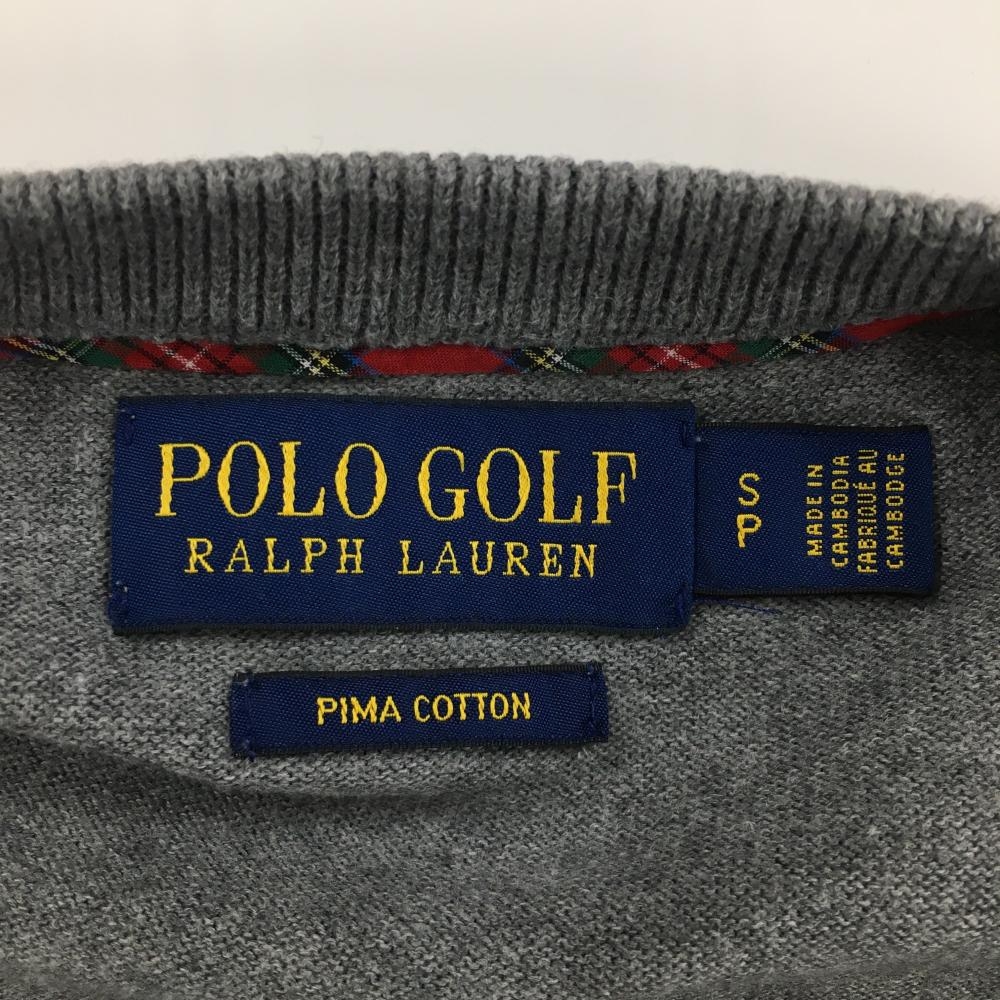 POLO GOLF
RALPH LAUREN
S
P
MADE IN
CAMBODIA
FABRIQUÉ AU
CAMBODGE
PIMA COTTON